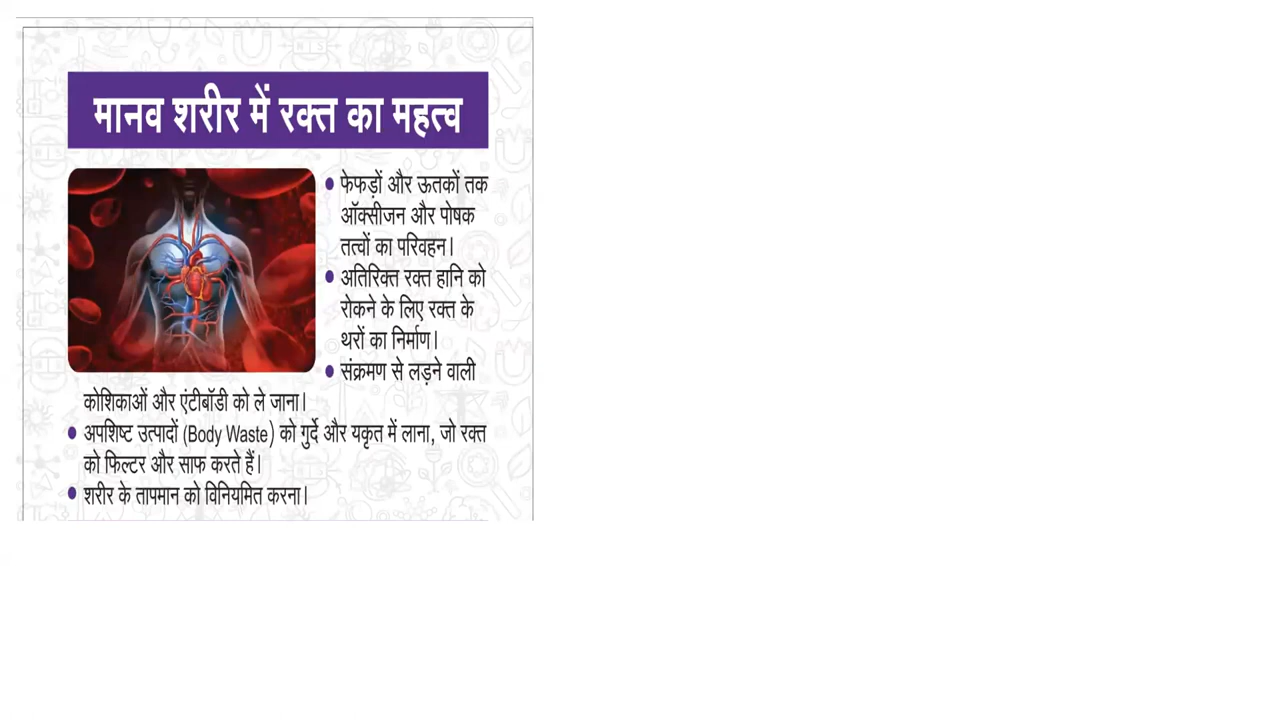 मानव शरीर में रक्त का महत्व
• फेफड़ों और ऊतकों तक
ऑक्सीजन और पोषक
तत्वों का परिवहन।
• अतिरिक्त रक्त हानि को
रोकने के लिए रक्त के
थरों का निर्माण।
• संक्रमण से लड़ने वाली
कोशिकाओं और एंटीबॉडी को ले जाना।
• अपशिष्ट उत्पादों (Body Waste) को गुर्दे और यकृत में लाना, जो रक्त
को फिल्टर और साफ करते हैं।
• शरीर के तापमान को विनियमित करना।